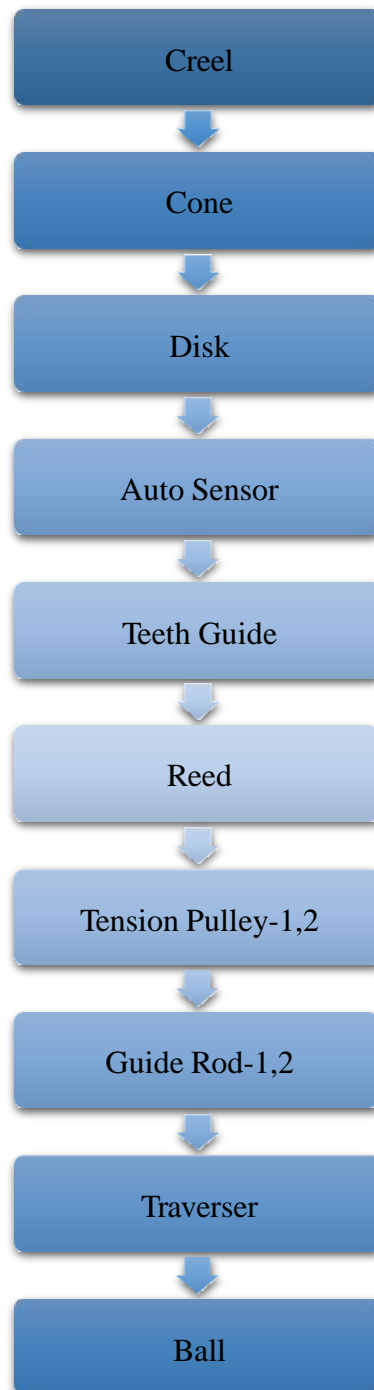 Creel
Cone
Disk
Auto Sensor
Teeth Guide
Reed
Tension Pulley-1,2
Guide Rod-1,2
Traverser
Ball